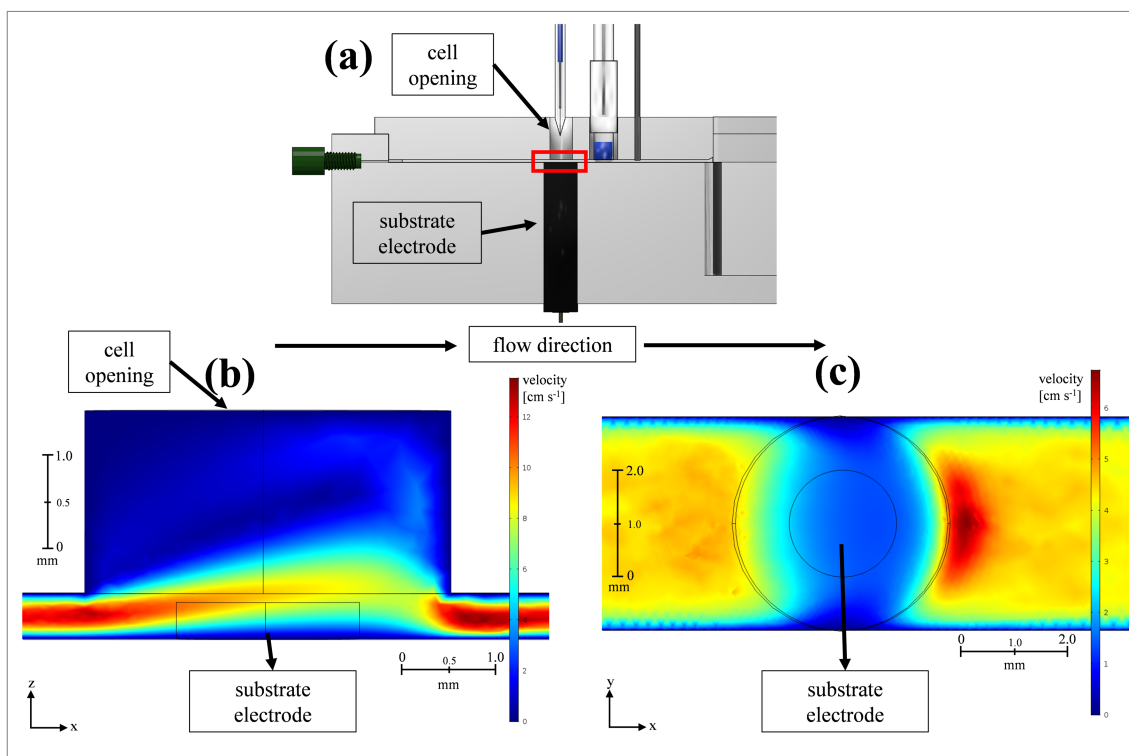 (a)
cell
opening
substrate
electrode
flow direction
cell
opening
(b)
velocity
[cm s⁻¹]
12
10
8
6
4
2
0
1.0
0.5
0
mm
0 0.5 1.0
mm
z
x
substrate
electrode
(c)
velocity
[cm s⁻¹]
6
5
4
3
2
1
0
2.0
1.0
0
mm
0 1.0 2.0
mm
y
x
substrate
electrode